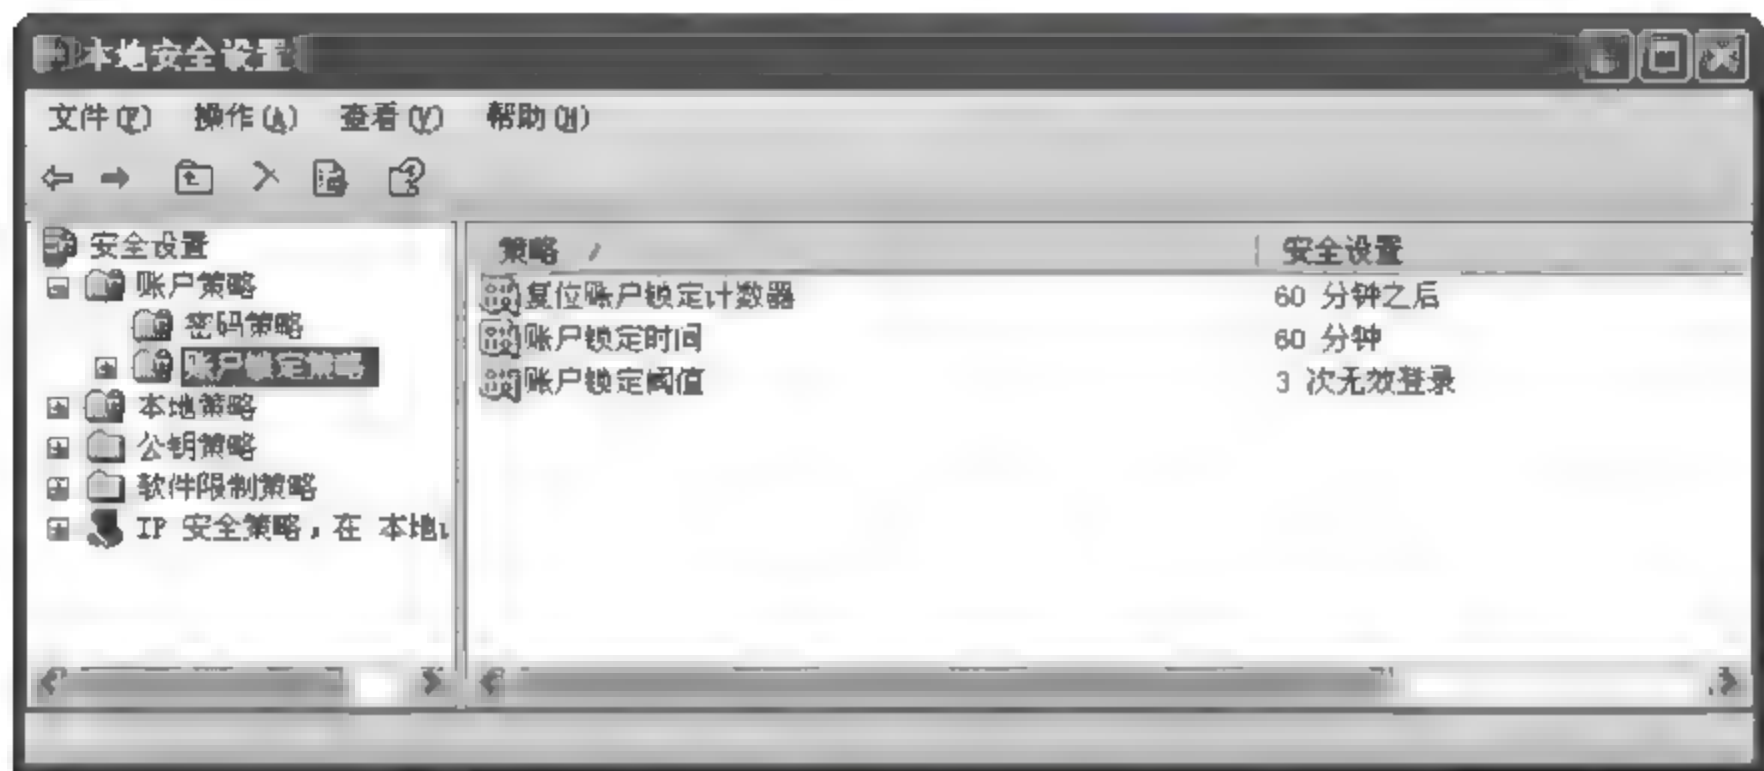 本地安全设置
文件(F) 操作(A) 查看(V) 帮助(H)
安全设置
账户策略
密码策略
账户锁定策略
本地策略
公钥策略
软件限制策略
IP 安全策略，在 本地
策略 安全设置
复位账户锁定计数器 60 分钟之后
账户锁定时间 60 分钟
账户锁定阈值 3 次无效登录